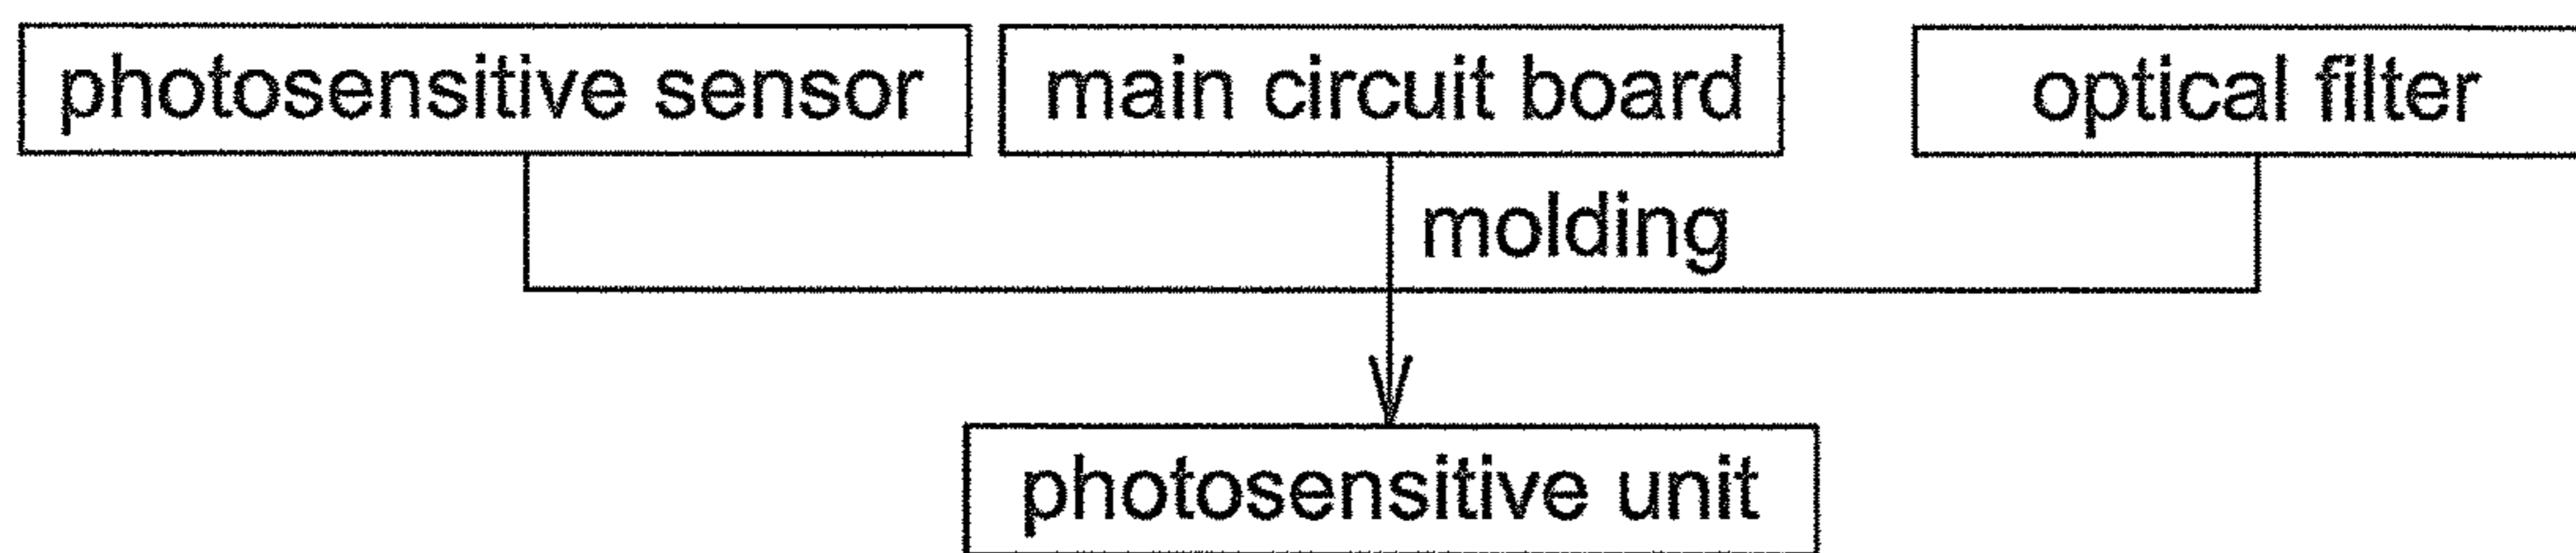 photosensitive sensor
main circuit board
optical filter
molding
photosensitive unit